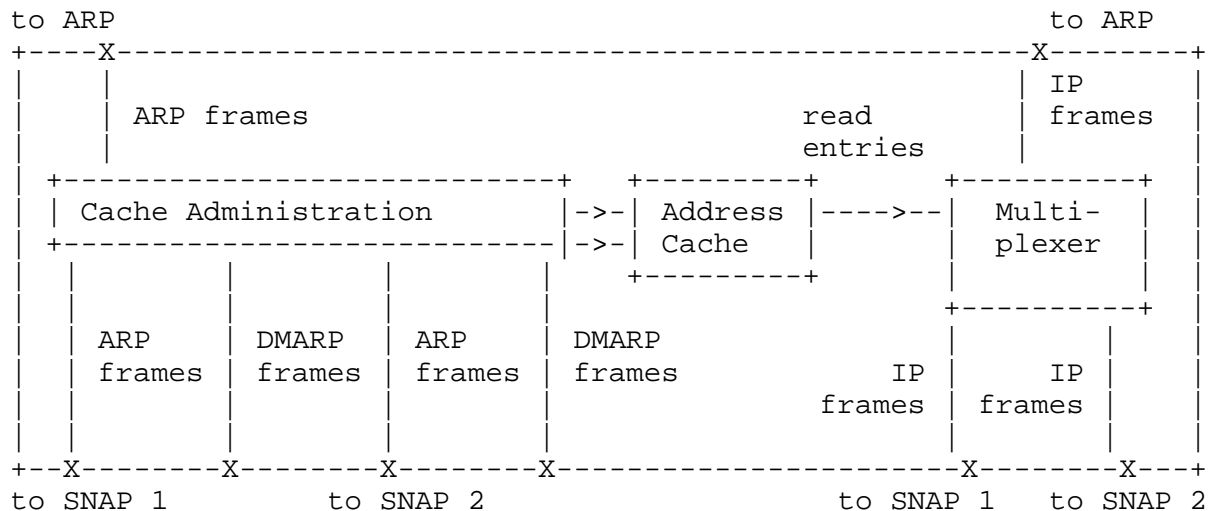 to ARP to ARP
IP
ARP frames read frames
entries
Cache Administration Address Multi-
Cache plexer
ARP DMARP ARP DMARP
frames frames frames frames IP IP
frames frames
to SNAP 1 to SNAP 2 to SNAP 1 to SNAP 2